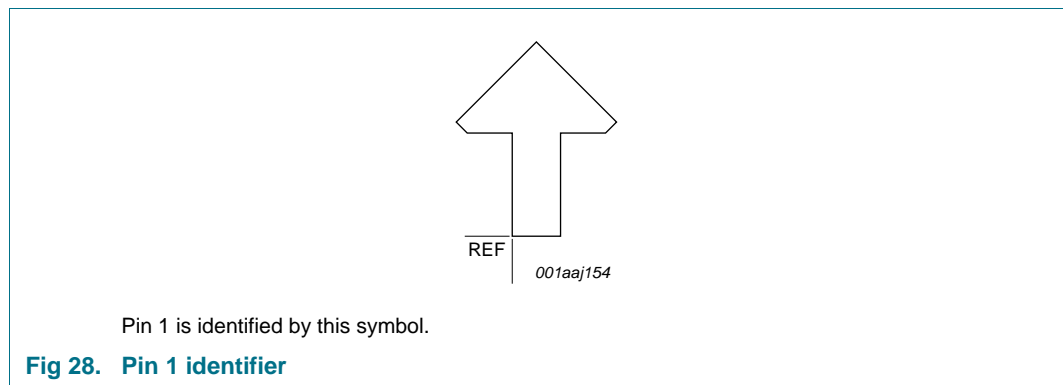 REF
001aaj154
Pin 1 is identified by this symbol.
Fig 28. Pin 1 identifier